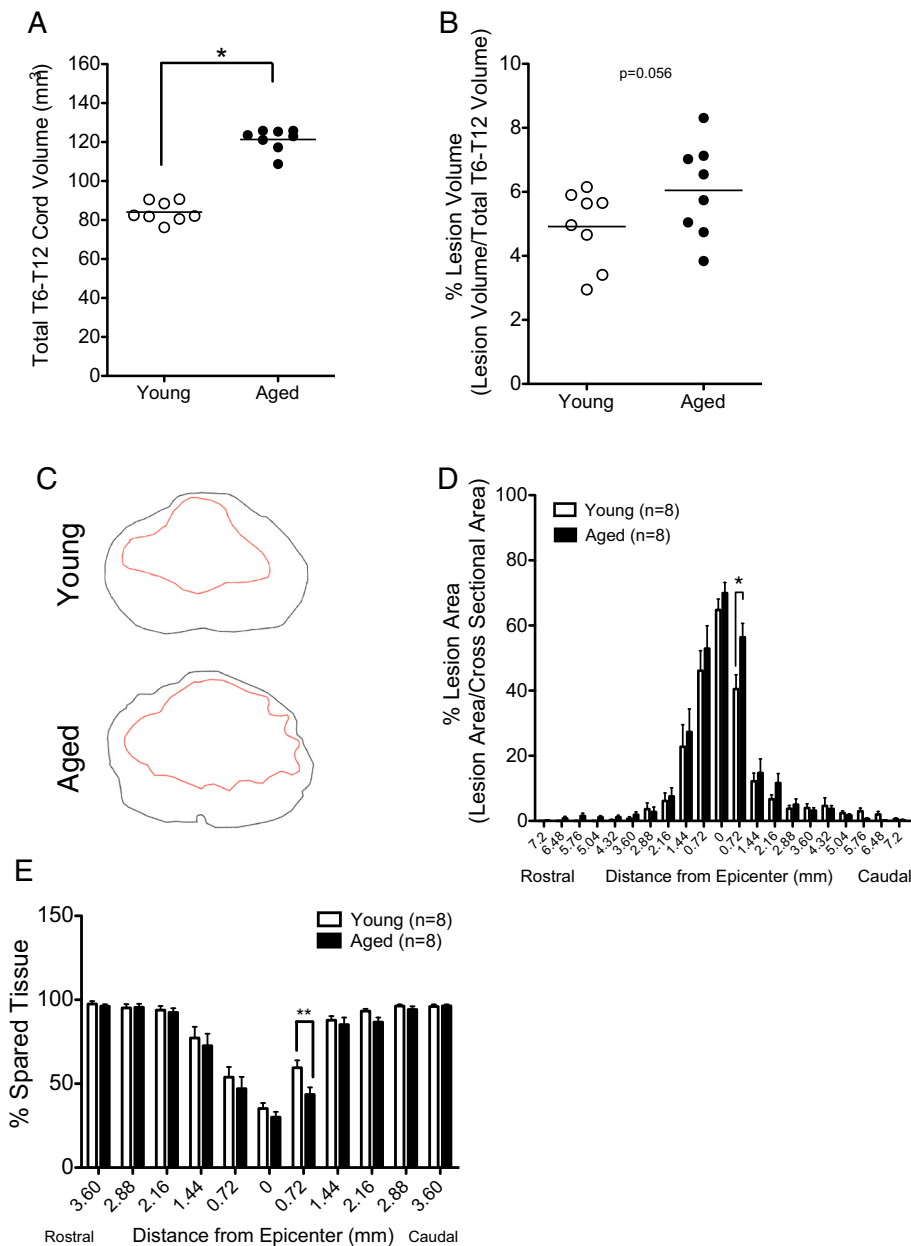 A
Total T6-T12 Cord Volume (mm³)
160
140
120
100
80
60
40
20
0
*
Young
Aged
B
% Lesion Volume
(Lesion Volume/Total T6-T12 Volume)
10
8
6
4
2
0
p=0.056
Young
Aged
C
Young
Aged
D
% Lesion Area
(Lesion Area/Cross Sectional Area)
100
80
60
40
20
0
Young (n=8)
Aged (n=8)
*
7.2 6.48 5.76 5.04 4.32 3.60 2.88 2.16 1.44 0.72 0 0.72 1.44 2.16 2.88 3.60 4.32 5.04 5.76 6.48 7.2
Rostral Distance from Epicenter (mm) Caudal
E
% Spared Tissue
150
100
50
0
Young (n=8)
Aged (n=8)
**
3.60 2.88 2.16 1.44 0.72 0 0.72 1.44 2.16 2.88 3.60
Rostral Distance from Epicenter (mm) Caudal